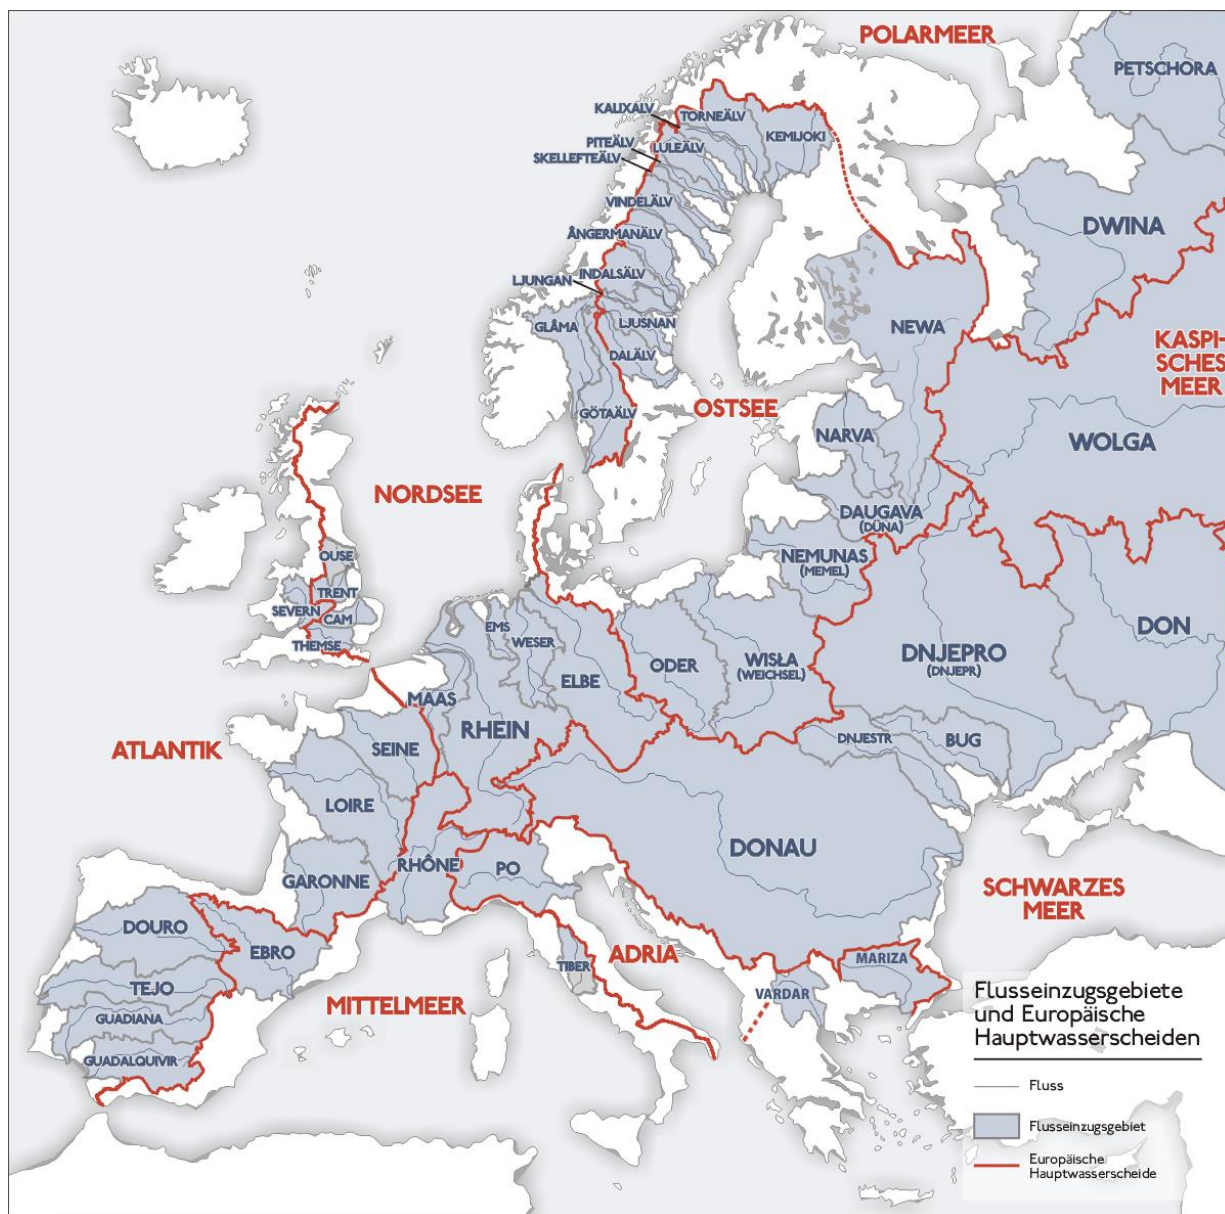 POLARMEER
PETSCHORA
KALIXÄLV
TORNEÄLV
KEMIJOKI
PITEÄLV
LULEÄLV
SKELLEFTEÄLV
VINDELÄLV
DWINA
ÅNGERMANÄLV
INDALSÄLV
LJUNGAN
GLÅMA
LJUSNAN
NEWA
KASPI-
SCHES
MEER
DALÄLV
OSTSEE
GÖTAÄLV
NARVA
WOLGA
NORDSEE
DAUGAVA
(DÜNA)
OUSE
NEMUNAS
(MEMEL)
TRENT
SEVERN
CAM
EMS
WESER
DON
THEMSE
ODER
WISŁA
(WEICHSEL)
DNJEPRO
(DNJEPR)
ELBE
MAAS
RHEIN
ATLANTIK
SEINE
DNJESTR
BUG
LOIRE
DONAU
RHÔNE
PO
GARONNE
SCHWARZES
MEER
DOURO
EBRO
ADRIA
TIBER
MARIZA
TEJO
MITTELMEER
VARDAR
GUADIANA
GUADALQUIVIR
Flusseinzugsgebiete
und Europäische
Hauptwasserscheiden
Fluss
Flusseinzugsgebiet
Europäische
Hauptwasserscheide